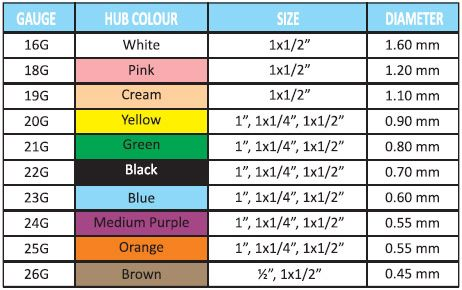 GAUGE HUB COLOUR SIZE DIAMETER
16G White 1x1/2” 1.60 mm
18G Pink 1x1/2” 1.20 mm
19G Cream 1x1/2” 1.10 mm
20G Yellow 1”, 1x1/4”, 1x1/2” 0.90 mm
21G Green 1”, 1x1/4”, 1x1/2” 0.80 mm
22G Black 1”, 1x1/4”, 1x1/2” 0.70 mm
23G Blue 1”, 1x1/4”, 1x1/2” 0.60 mm
24G Medium Purple 1”, 1x1/4”, 1x1/2” 0.55 mm
25G Orange 1”, 1x1/4”, 1x1/2” 0.55 mm
26G Brown ½”, 1x1/2” 0.45 mm